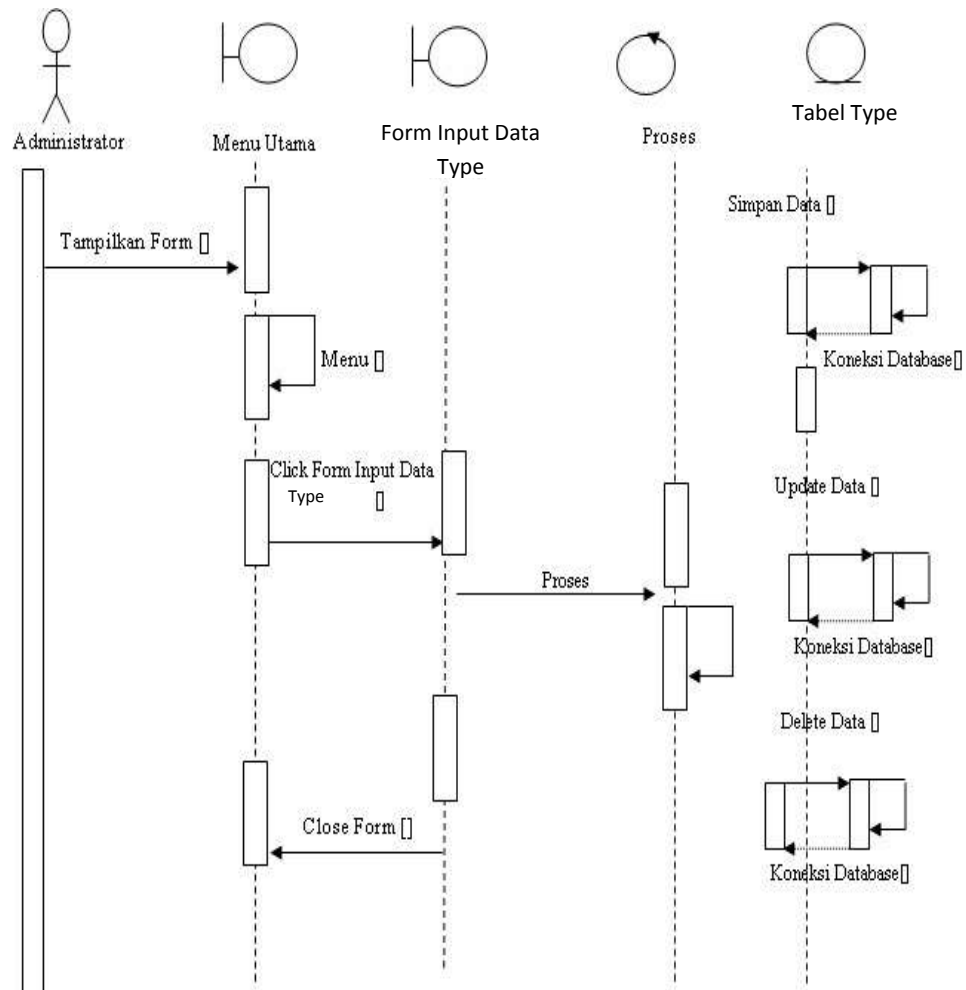 Administrator
Menu Utama
Form Input Data
Type
Proses
Tabel Type
Simpan Data []
Tampilkan Form []
Menu []
Koneksi Database[]
Click Form Input Data
Type []
Update Data []
Proses
Koneksi Database[]
Delete Data []
Close Form []
Koneksi Database[]